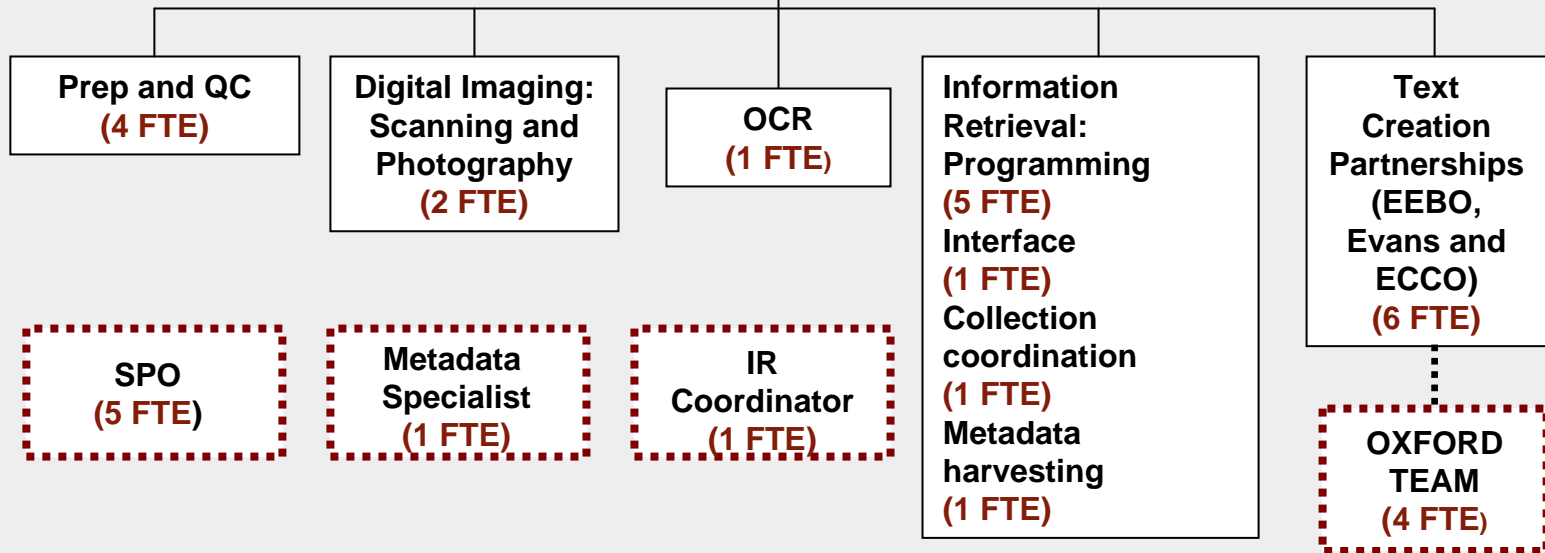 Prep and QC
(4 FTE)
Digital Imaging:
Scanning and
Photography
(2 FTE)
OCR
(1 FTE)
Information
Retrieval:
Programming
(5 FTE)
Interface
(1 FTE)
Collection
coordination
(1 FTE)
Metadata
harvesting
(1 FTE)
Text
Creation
Partnerships
(EEBO,
Evans and
ECCO)
(6 FTE)
SPO
(5 FTE)
Metadata
Specialist
(1 FTE)
IR
Coordinator
(1 FTE)
OXFORD
TEAM
(4 FTE)